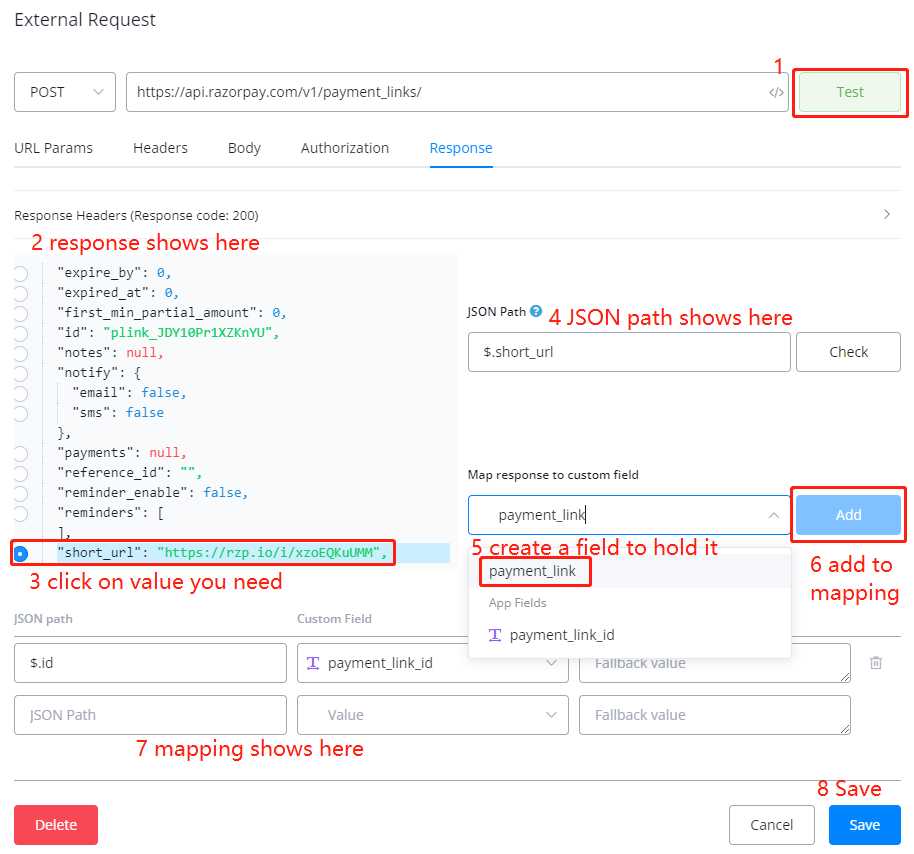 External Request
1
POST
https://api.razorpay.com/v1/payment_links/
</>
Test
URL Params
Headers
Body
Authorization
Response
Response Headers (Response code: 200)
2 response shows here
"expire_by": 0,
"expired_at": 0,
"first_min_partial_amount": 0,
"id": "plink_JDY10Pr1XZKnYU",
"notes": null,
"notify": {
"email": false,
"sms": false
},
"payments": null,
"reference_id": "",
"reminder_enable": false,
"reminders": [
],
"short_url": "https://rzp.io/i/xzoEQKuUMM",
3 click on value you need
JSON Path ?
4 JSON path shows here
$.short_url
Check
Map response to custom field
payment_link
Add
5 create a field to hold it
payment_link
App Fields
T payment_link_id
6 add to
mapping
JSON path
Custom Field
$.id
T payment_link_id
Fallback value
JSON Path
Value
Fallback value
7 mapping shows here
8 Save
Delete
Cancel
Save